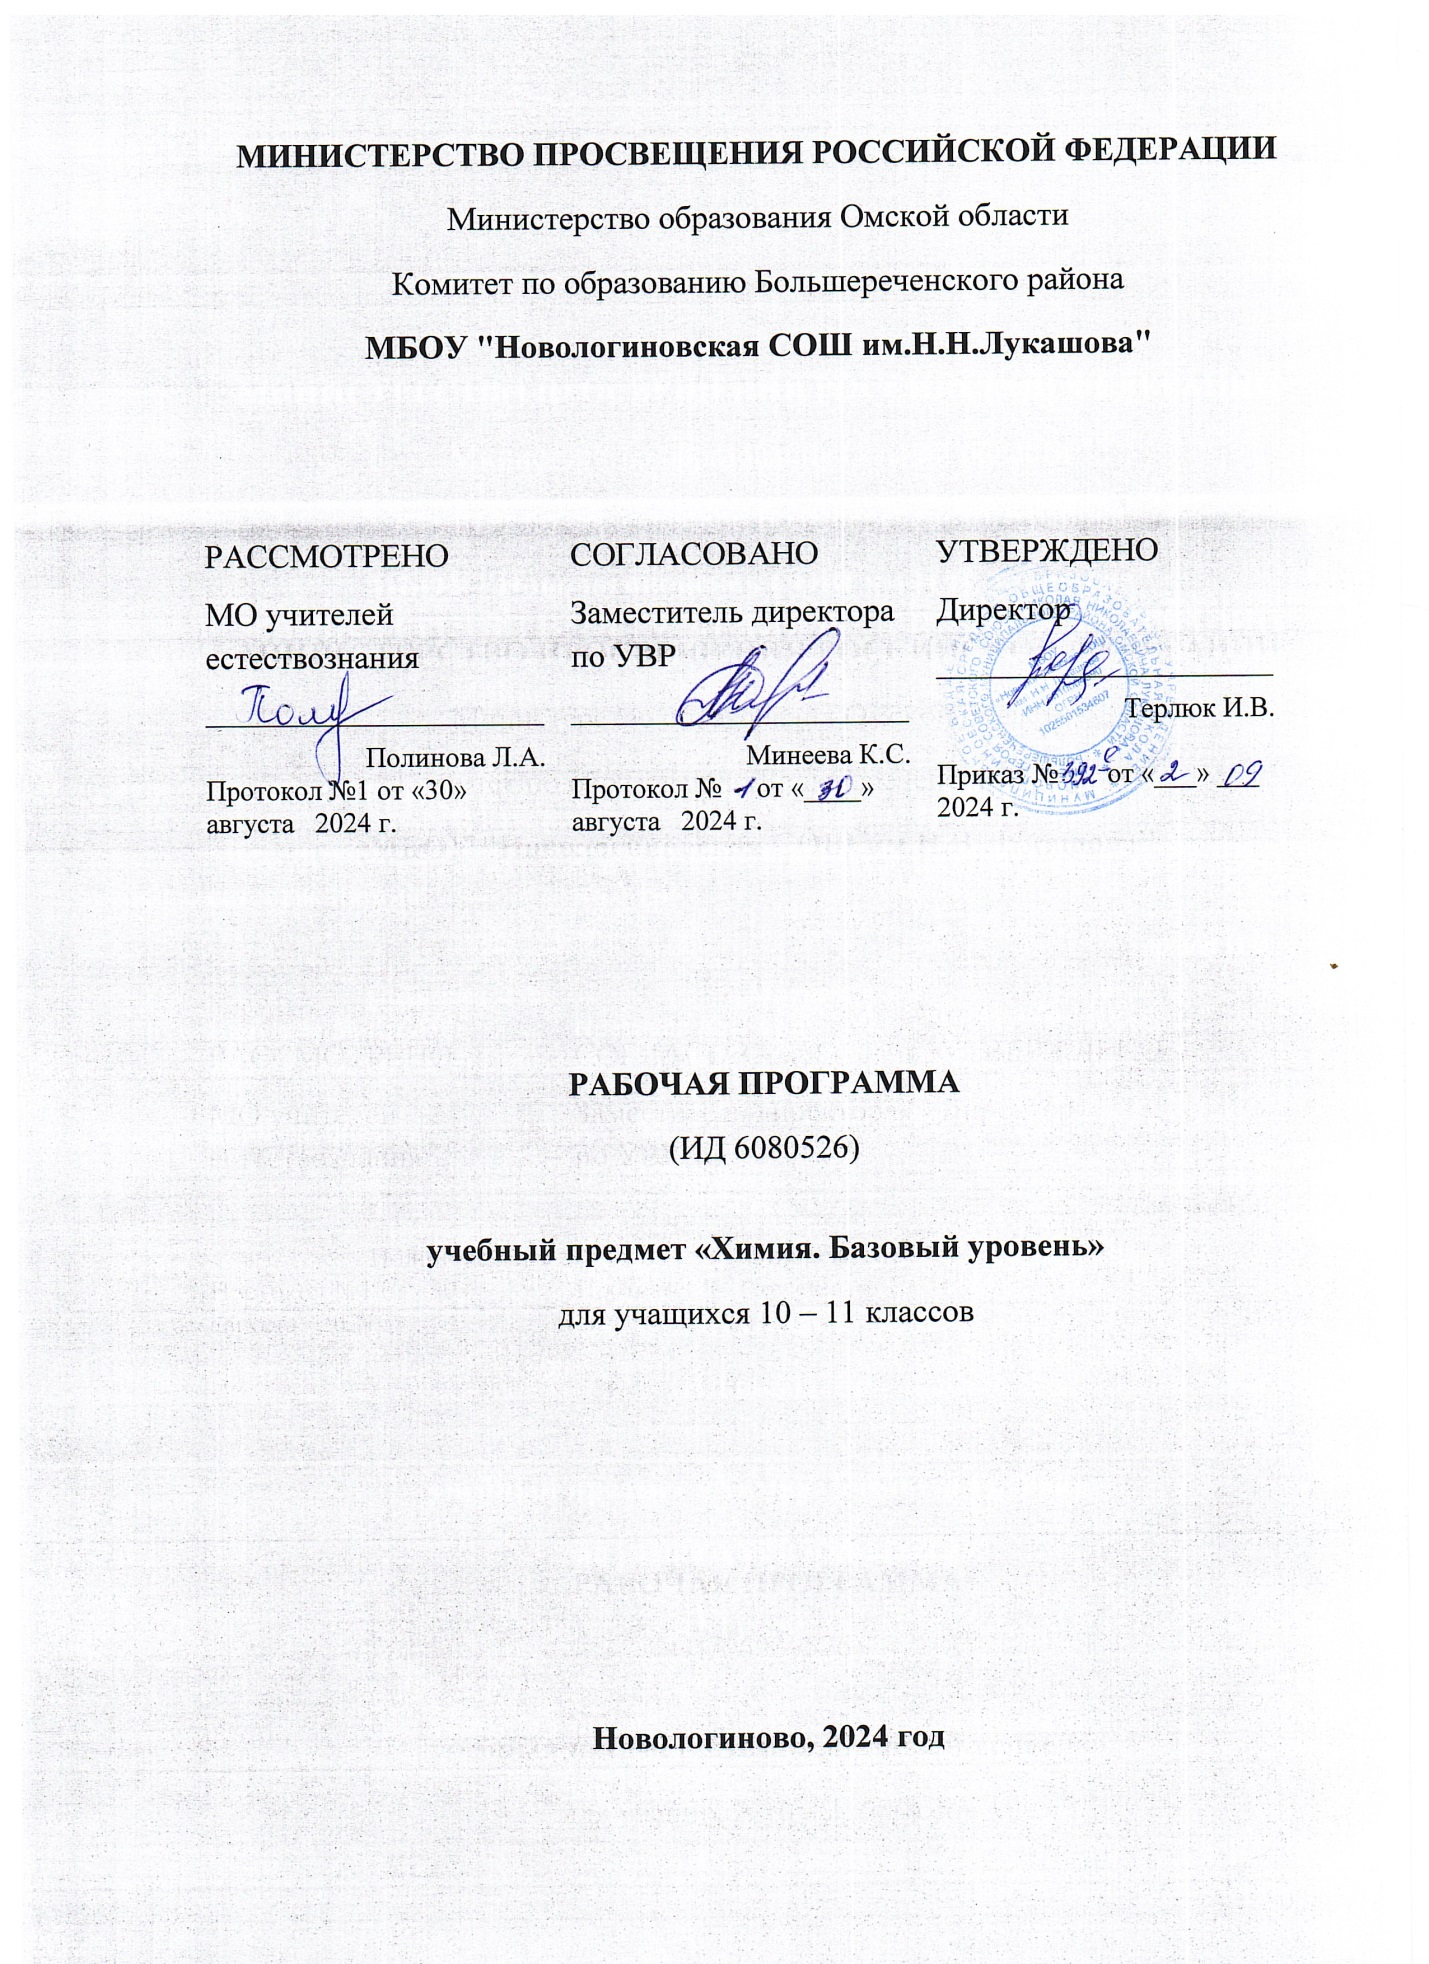 МИНИСТЕРСТВО ПРОСВЕЩЕНИЯ РОССИЙСКОЙ ФЕДЕРАЦИИ
Министерство образования Омской области
Комитет по образованию Большереченского района
МБОУ "Новологиновская СОШ им.Н.Н.Лукашова"
РАССМОТРЕНО
МО учителей
естествознания
Полинова Л.А.
Протокол №1 от «30»
августа 2024 г.
СОГЛАСОВАНО
Заместитель директора
по УВР
Минеева К.С.
Протокол № 1 от «30»
августа 2024 г.
УТВЕРЖДЕНО
Директор
Терлюк И.В.
Приказ №392-с от «2» 09
2024 г.
1025501534807
РАБОЧАЯ ПРОГРАММА
(ИД 6080526)
учебный предмет «Химия. Базовый уровень»
для учащихся 10 – 11 классов
Новологиново, 2024 год